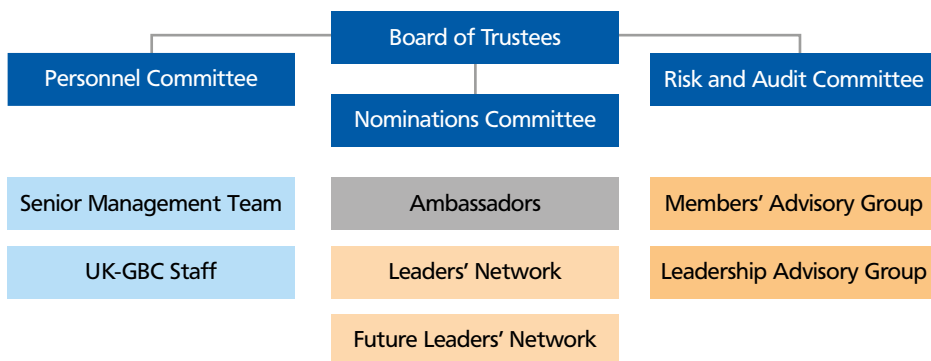 Board of Trustees
Personnel Committee
Risk and Audit Committee
Nominations Committee
Senior Management Team
Ambassadors
Members’ Advisory Group
UK-GBC Staff
Leaders’ Network
Leadership Advisory Group
Future Leaders’ Network